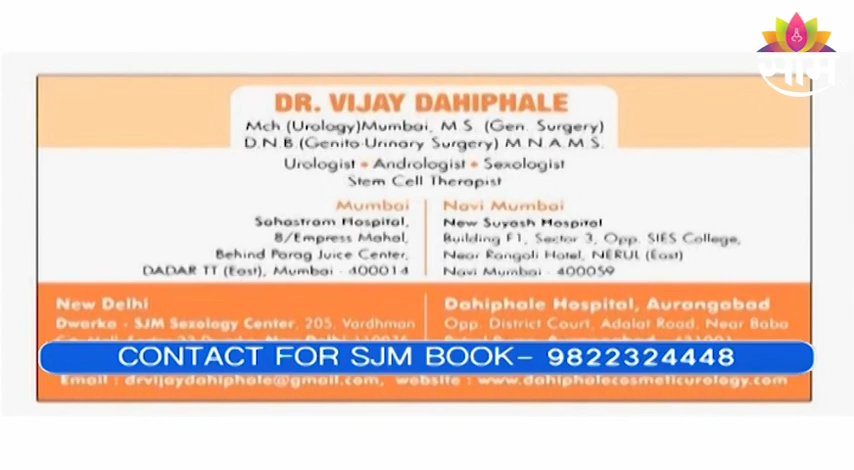 साम
DR. VIJAY DAHIPHALE
Mch (Urology)Mumbai, M.S. (Gen. Surgery)
D.N.B.(Genito-Urinary Surgery) M.N.A.M.S.
Urologist • Andrologist • Sexologist
Stem Cell Therapist
Mumbai
Sahastram Hospital,
8/Empress Mahal,
Behind Parag Juice Center,
DADAR TT (East), Mumbai - 400014
Navi Mumbai
New Suyash Hospital
Building F1, Sector 3, Opp. SIES College,
Near Rangoli Hotel, NERUL (East)
Navi Mumbai - 400059
New Delhi
Dwarka - SJM Sexology Center, 205, Vardhman
Dahiphale Hospital, Aurangabad
Opp. District Court, Adalat Road, Near Baba
CONTACT FOR SJM BOOK- 9822324448
Email : drvijaydahiphale@gmail.com, website : www.dahiphalecosmeticurology.com